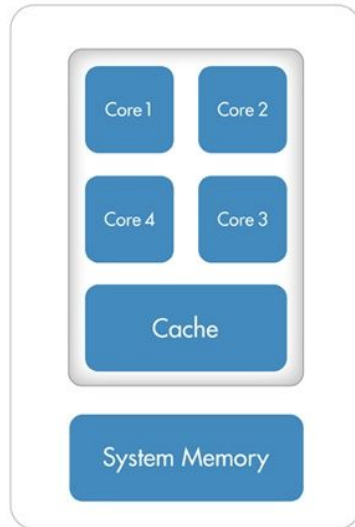 Core 1
Core 2
Core 4
Core 3
Cache
System Memory